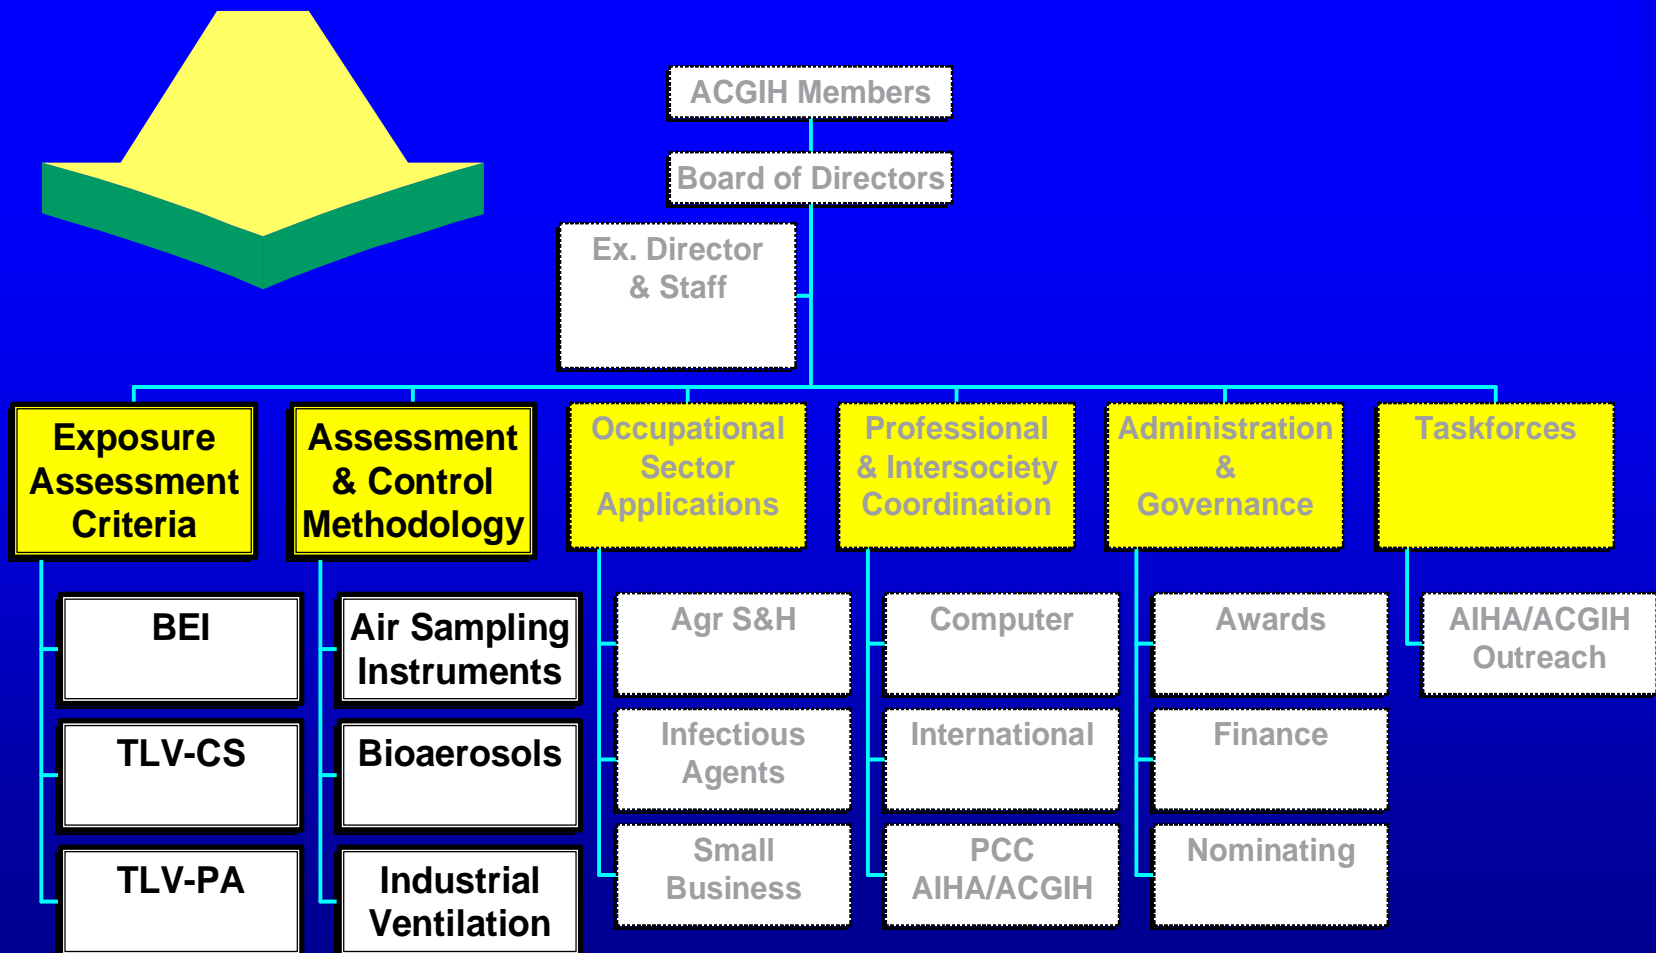 ACGIH Members
Board of Directors
Ex. Director
& Staff
Exposure
Assessment
Criteria
Assessment
& Control
Methodology
Occupational
Sector
Applications
Professional
& Intersociety
Coordination
Administration
&
Governance
Taskforces
BEI
TLV-CS
TLV-PA
Air Sampling
Instruments
Bioaerosols
Industrial
Ventilation
Agr S&H
Infectious
Agents
Small
Business
Computer
International
PCC
AIHA/ACGIH
Awards
Finance
Nominating
AIHA/ACGIH
Outreach